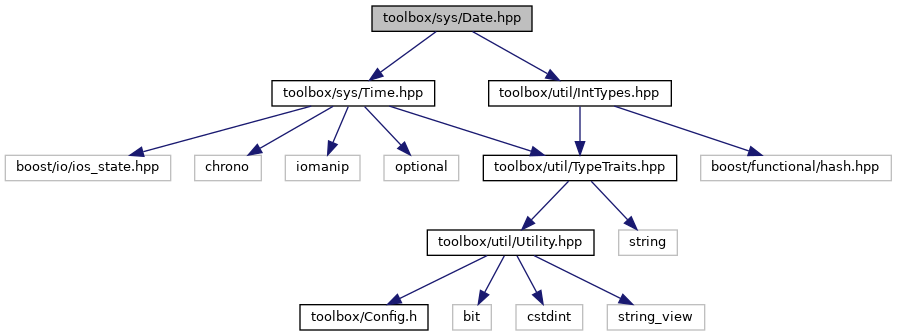 toolbox/sys/Date.hpp
toolbox/sys/Time.hpp
toolbox/util/IntTypes.hpp
boost/io/ios_state.hpp
chrono
iomanip
optional
toolbox/util/TypeTraits.hpp
boost/functional/hash.hpp
toolbox/util/Utility.hpp
string
toolbox/Config.h
bit
cstdint
string_view